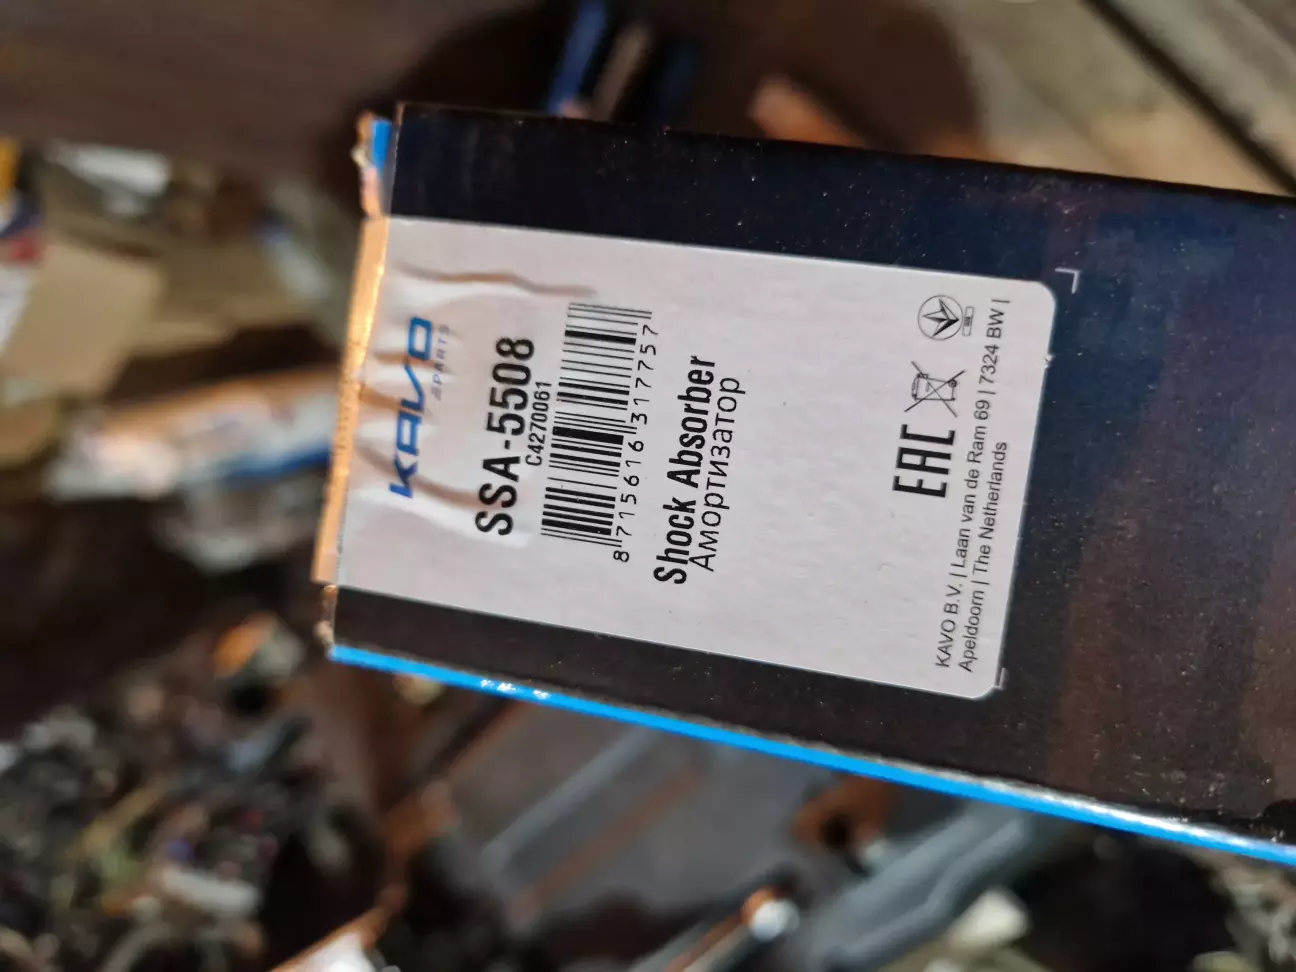 KAVO
PARTS
SSA-5508
C4270061
8 715616 317757
Shock Absorber
Амортизатор
EAC
KAVO B.V. | Laan van de Ram 69 | 7324 BW |
Apeldoorn | The Netherlands